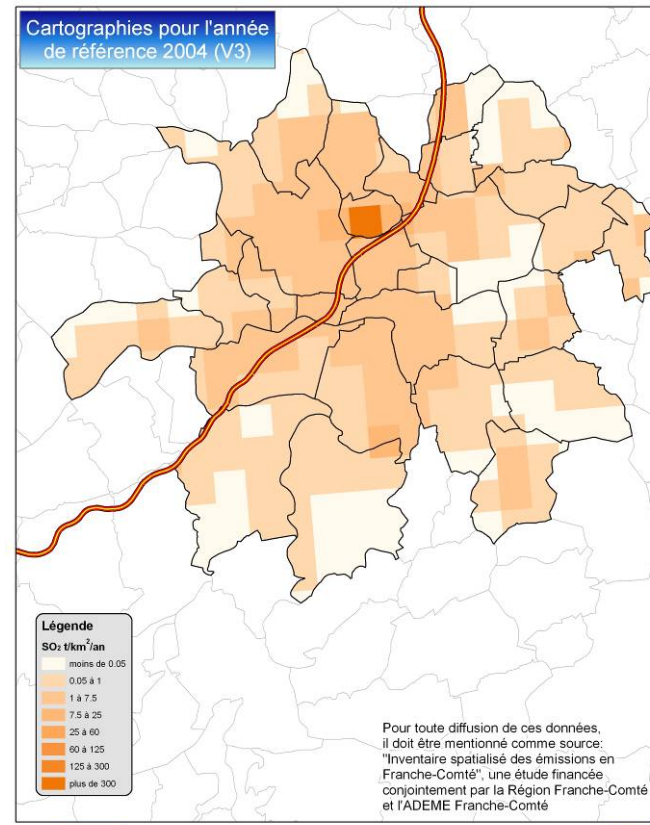 Cartographies pour l'année
de référence 2004 (V3)
Légende
SO₂ t/km²/an
moins de 0.05
0.05 à 1
1 à 7.5
7.5 à 25
25 à 60
60 à 125
125 à 300
plus de 300
Pour toute diffusion de ces données,
il doit être mentionné comme source:
"Inventaire spatialisé des émissions en
Franche-Comté", une étude financée
conjointement par la Région Franche-Comté
et l'ADEME Franche-Comté